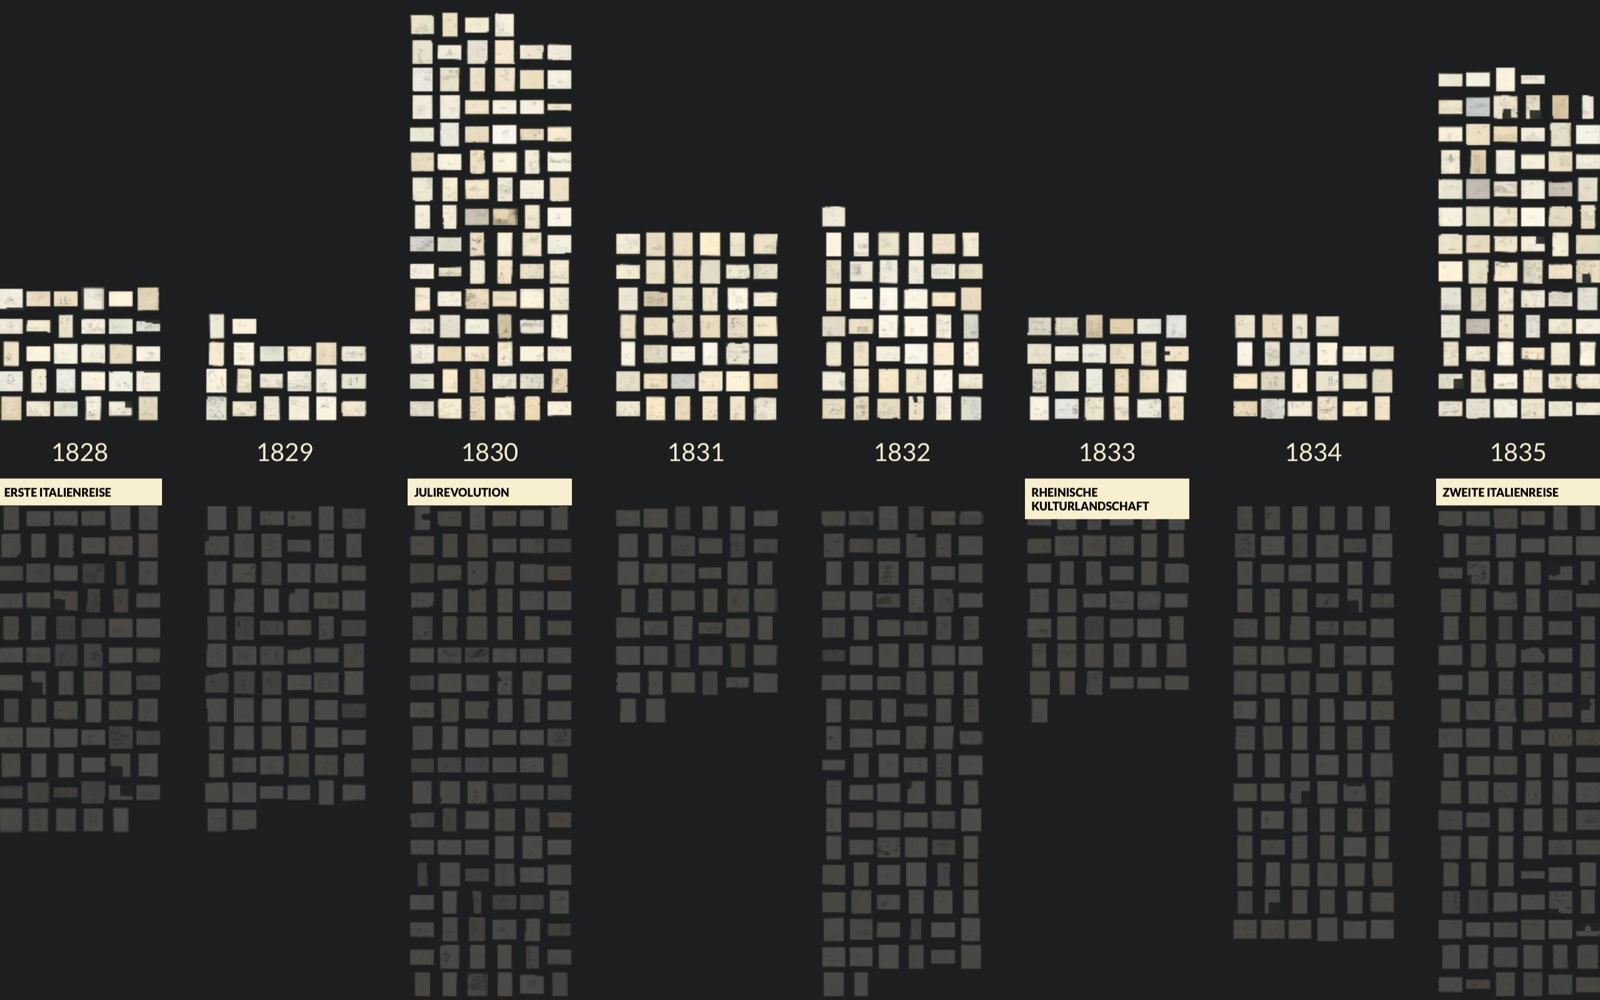 1828
1829
1830
1831
1832
1833
1834
1835
ERSTE ITALIENREISE
JULIREVOLUTION
RHEINISCHE
KULTURLANDSCHAFT
ZWEITE ITALIENREISE